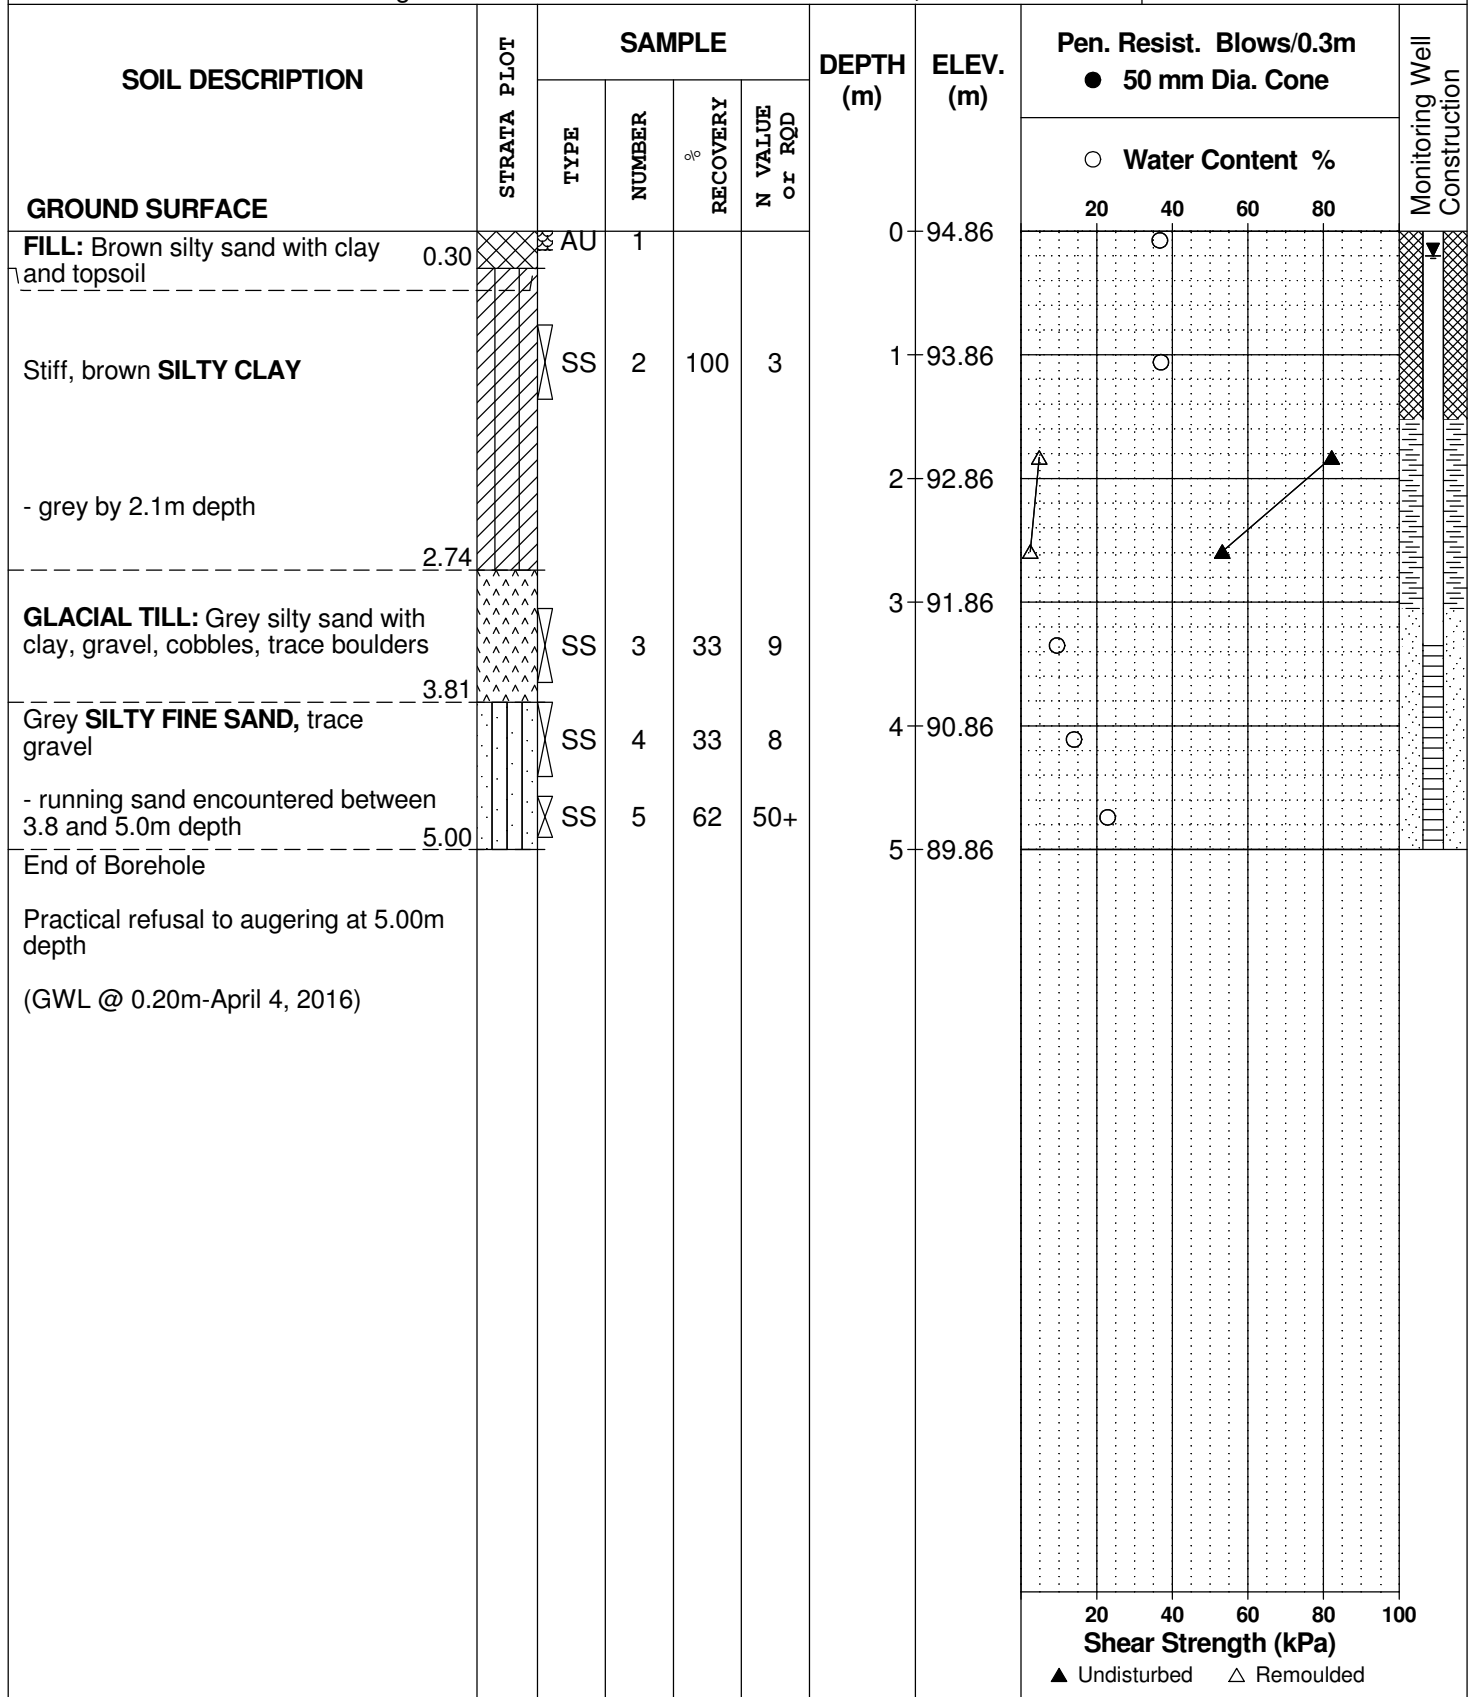 SOIL DESCRIPTION
GROUND SURFACE
STRATA PLOT
SAMPLE
TYPE
NUMBER
%
RECOVERY
N VALUE
or RQD
DEPTH
(m)
ELEV.
(m)
Pen. Resist. Blows/0.3m
● 50 mm Dia. Cone
○ Water Content %
20 40 60 80
Monitoring Well
Construction
FILL: Brown silty sand with clay
and topsoil
0.30
AU 1
0 94.86
Stiff, brown SILTY CLAY
SS 2 100 3
1 93.86
2 92.86
- grey by 2.1m depth
2.74
GLACIAL TILL: Grey silty sand with
clay, gravel, cobbles, trace boulders
3.81
SS 3 33 9
3 91.86
Grey SILTY FINE SAND, trace
gravel
SS 4 33 8
4 90.86
- running sand encountered between
3.8 and 5.0m depth
5.00
SS 5 62 50+
5 89.86
End of Borehole
Practical refusal to augering at 5.00m
depth
(GWL @ 0.20m-April 4, 2016)
20 40 60 80 100
Shear Strength (kPa)
▲ Undisturbed △ Remoulded